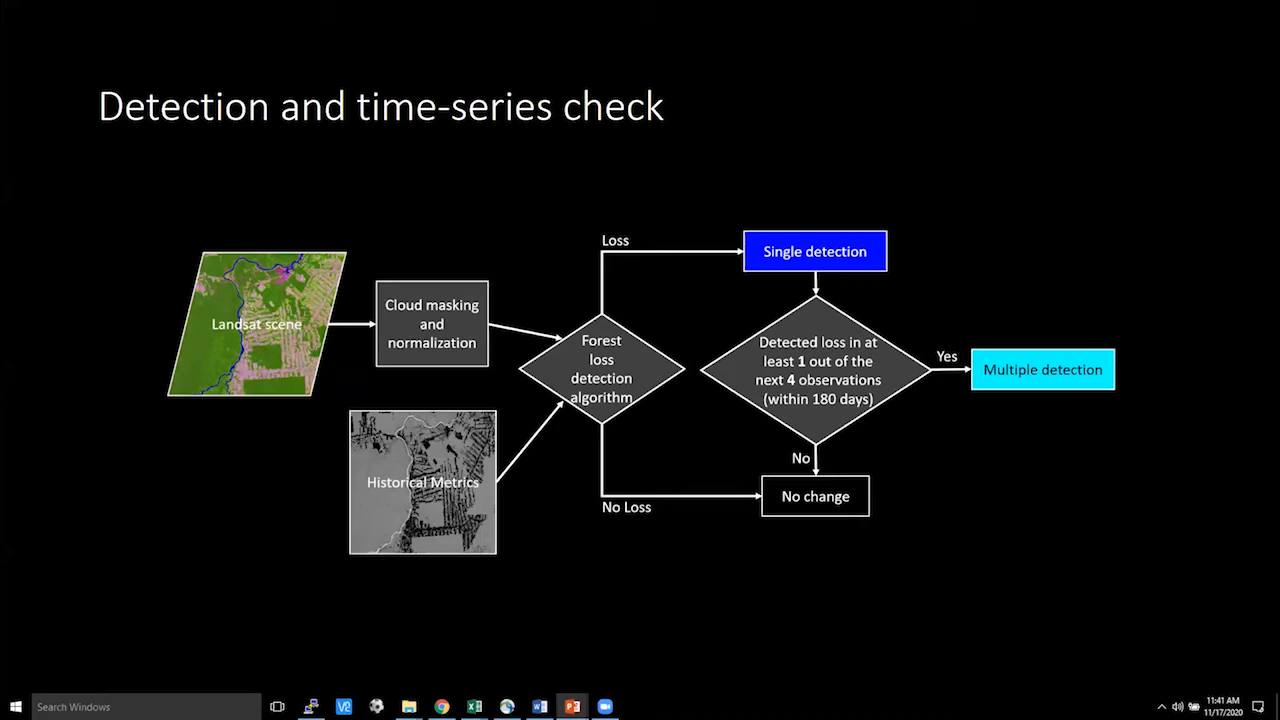 Detection and time-series check
Loss
Single detection
Landsat scene
Cloud masking
and
normalization
Forest
loss
detection
algorithm
Detected loss in at
least 1 out of the
next 4 observations
(within 180 days)
Yes
Multiple detection
Historical Metrics
No
No Loss
No change
Search Windows
11:41 AM
11/17/2020